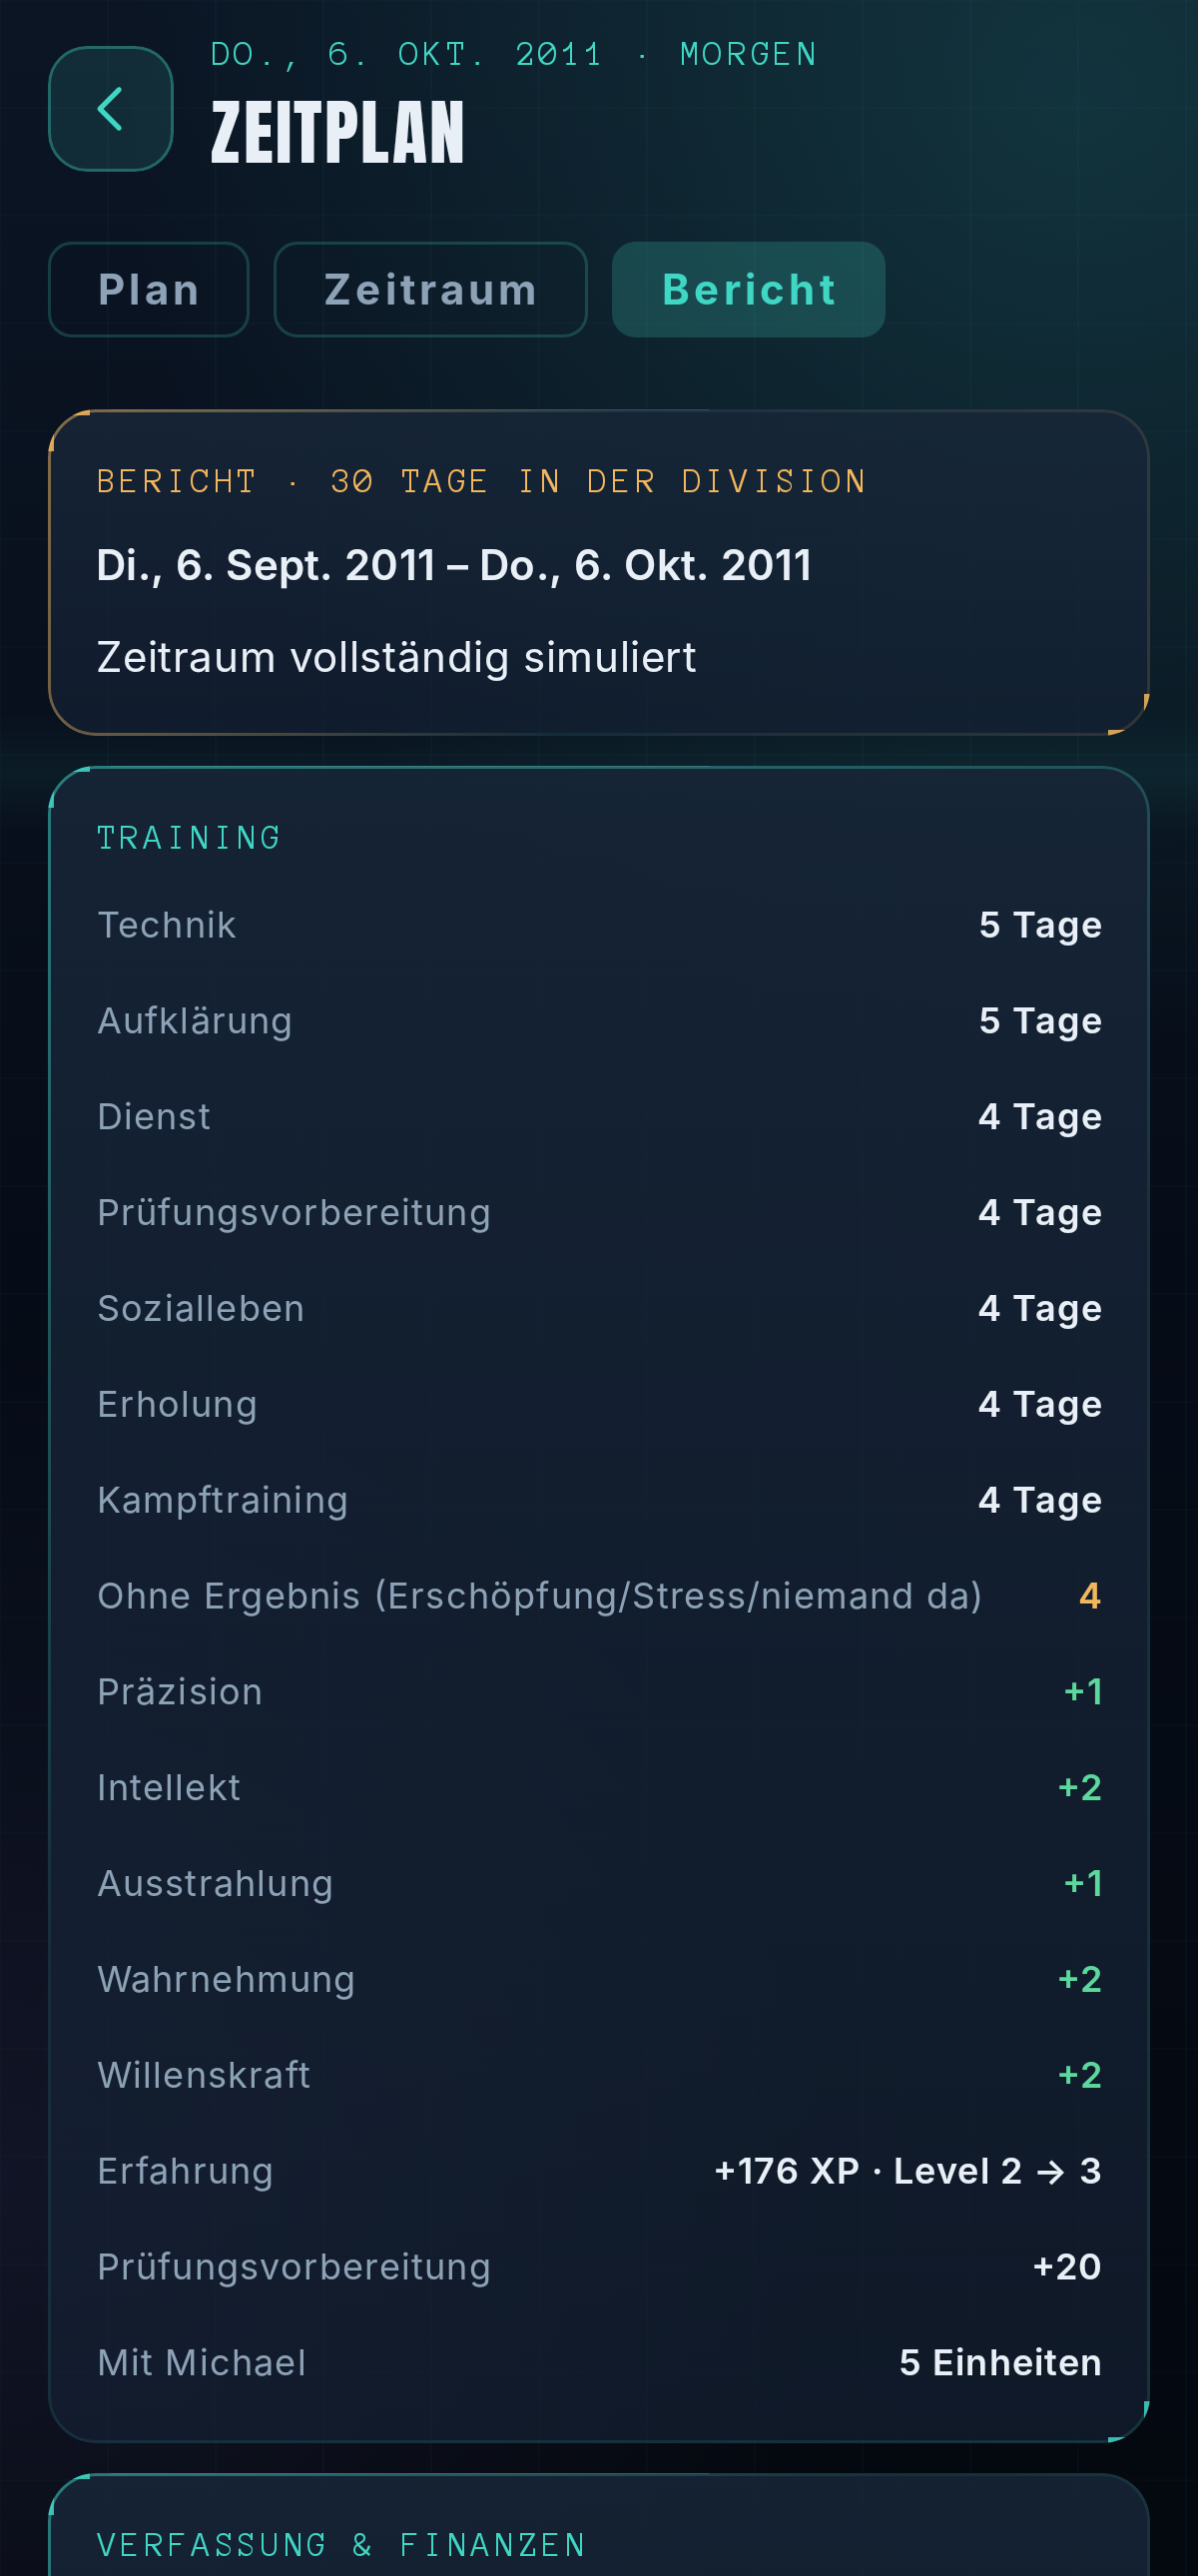 DO., 6. OKT. 2011 · MORGEN
ZEITPLAN
Plan Zeitraum Bericht
BERICHT · 30 TAGE IN DER DIVISION
Di., 6. Sept. 2011 – Do., 6. Okt. 2011
Zeitraum vollständig simuliert
TRAINING
Technik 5 Tage
Aufklärung 5 Tage
Dienst 4 Tage
Prüfungsvorbereitung 4 Tage
Sozialleben 4 Tage
Erholung 4 Tage
Kampftraining 4 Tage
Ohne Ergebnis (Erschöpfung/Stress/niemand da) 4
Präzision +1
Intellekt +2
Ausstrahlung +1
Wahrnehmung +2
Willenskraft +2
Erfahrung +176 XP · Level 2 → 3
Prüfungsvorbereitung +20
Mit Michael 5 Einheiten
VERFASSUNG & FINANZEN